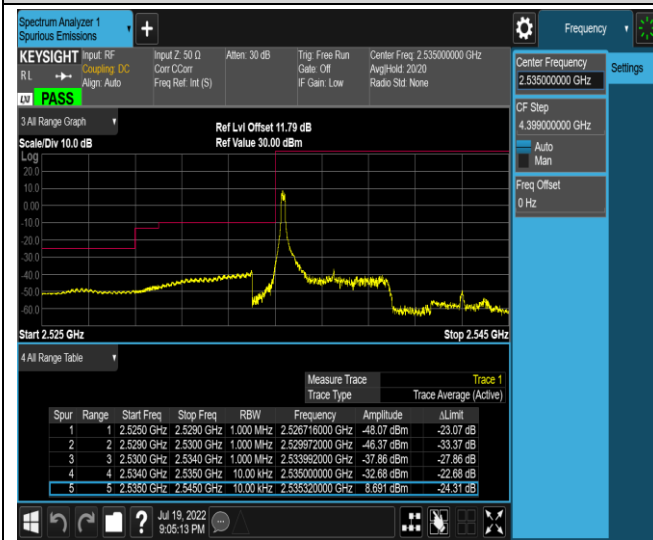 Spectrum Analyzer 1
Spurious Emissions
+
Frequency
KEYSIGHT Input: RF Input Z: 50 Ω Atten: 30 dB Trig: Free Run Center Freq: 2.535000000 GHz
RL Coupling: DC Corr CCorr Gate: Off Avg|Hold: 20/20
Align: Auto Freq Ref: Int (S) IF Gain: Low Radio Std: None
LXI PASS
Center Frequency
2.535000000 GHz
Settings
CF Step
4.399000000 GHz
Auto
Man
Freq Offset
0 Hz
3 All Range Graph
Ref Lvl Offset 11.79 dB
Scale/Div 10.0 dB Ref Value 30.00 dBm
Log
20.0
10.0
0.00
-10.0
-20.0
-30.0
-40.0
-50.0
-60.0
Start 2.525 GHz Stop 2.545 GHz
4 All Range Table
Measure Trace Trace 1
Trace Type Trace Average (Active)
Spur Range Start Freq Stop Freq RBW Frequency Amplitude ΔLimit
1 1 2.5250 GHz 2.5290 GHz 1.000 MHz 2.526716000 GHz -48.07 dBm -23.07 dB
2 2 2.5290 GHz 2.5300 GHz 1.000 MHz 2.529972000 GHz -46.37 dBm -33.37 dB
3 3 2.5300 GHz 2.5340 GHz 1.000 MHz 2.533992000 GHz -37.86 dBm -27.86 dB
4 4 2.5340 GHz 2.5350 GHz 10.00 kHz 2.535000000 GHz -32.68 dBm -22.68 dB
5 5 2.5350 GHz 2.5450 GHz 10.00 kHz 2.535320000 GHz 8.691 dBm -24.31 dB
?
Jul 19, 2022
9:05:13 PM